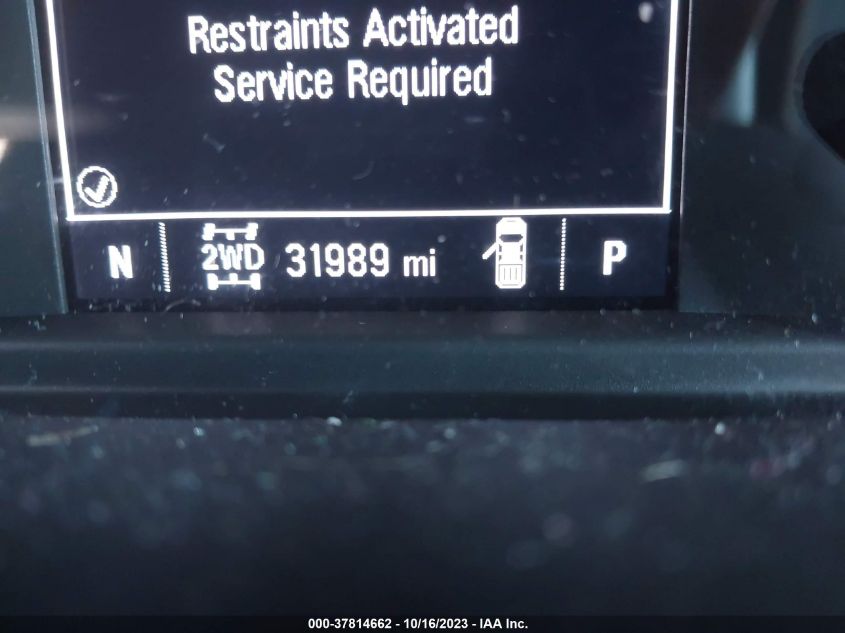 Restraints Activated
Service Required
N 2WD 31989 mi P
000-37814662 - 10/16/2023 - IAA Inc.